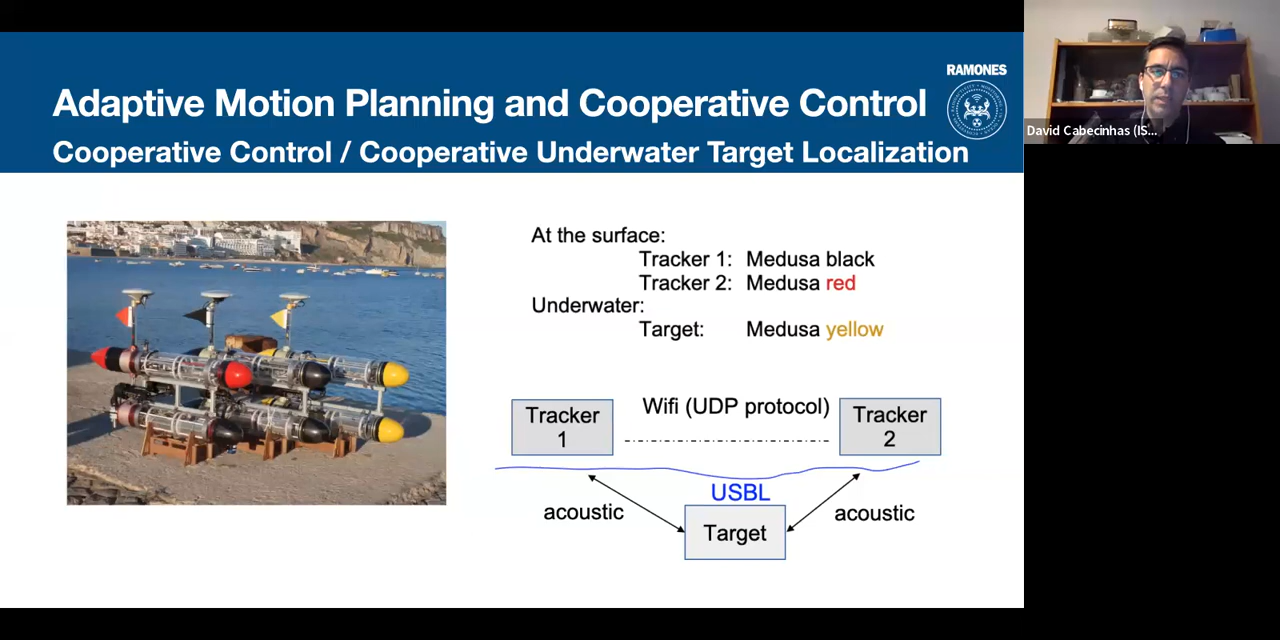 Adaptive Motion Planning and Cooperative Control
RAMONES
Cooperative Control / Cooperative Underwater Target Localization
David Cabecinhas (IS...
At the surface:
Tracker 1: Medusa black
Tracker 2: Medusa red
Underwater:
Target: Medusa yellow
Wifi (UDP protocol)
Tracker
1
Tracker
2
USBL
acoustic
acoustic
Target